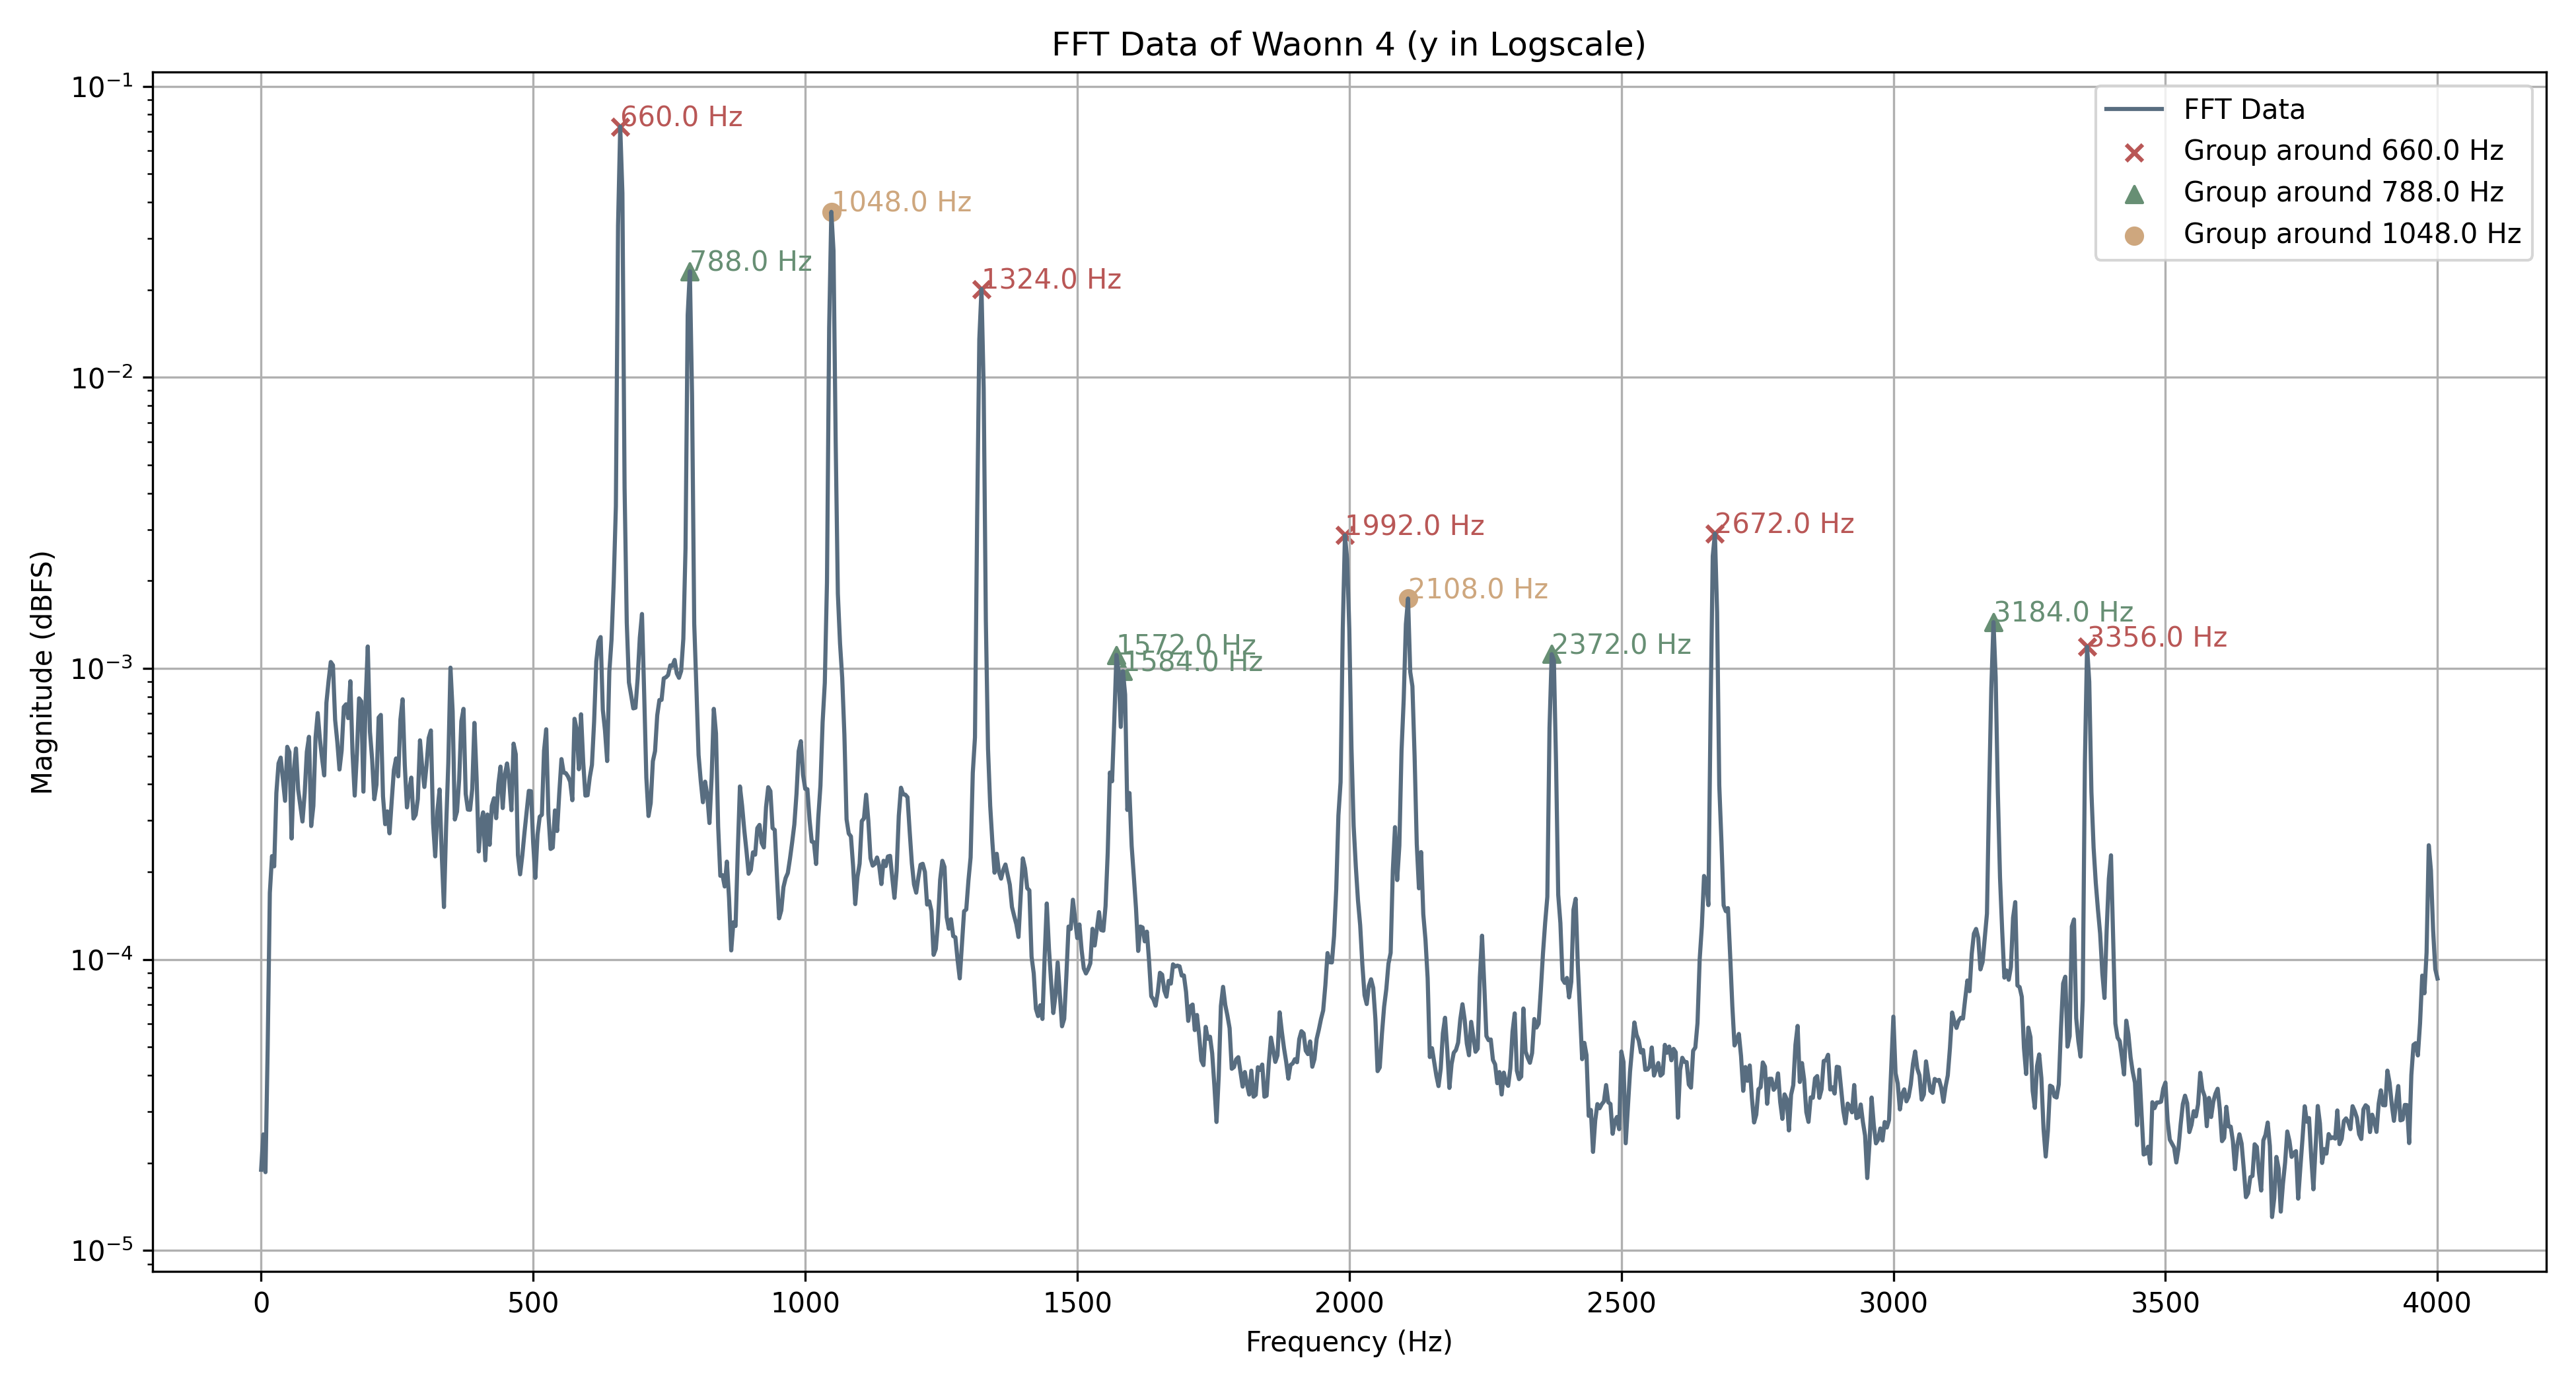 FFT Data of Waonn 4 (y in Logscale)
10⁻¹
10⁻²
10⁻³
10⁻⁴
10⁻⁵
Magnitude (dBFS)
660.0 Hz
1048.0 Hz
788.0 Hz
1324.0 Hz
1992.0 Hz
2672.0 Hz
2108.0 Hz
1572.0 Hz
1584.0 Hz
2372.0 Hz
3184.0 Hz
3356.0 Hz
FFT Data
Group around 660.0 Hz
Group around 788.0 Hz
Group around 1048.0 Hz
0 500 1000 1500 2000 2500 3000 3500 4000
Frequency (Hz)